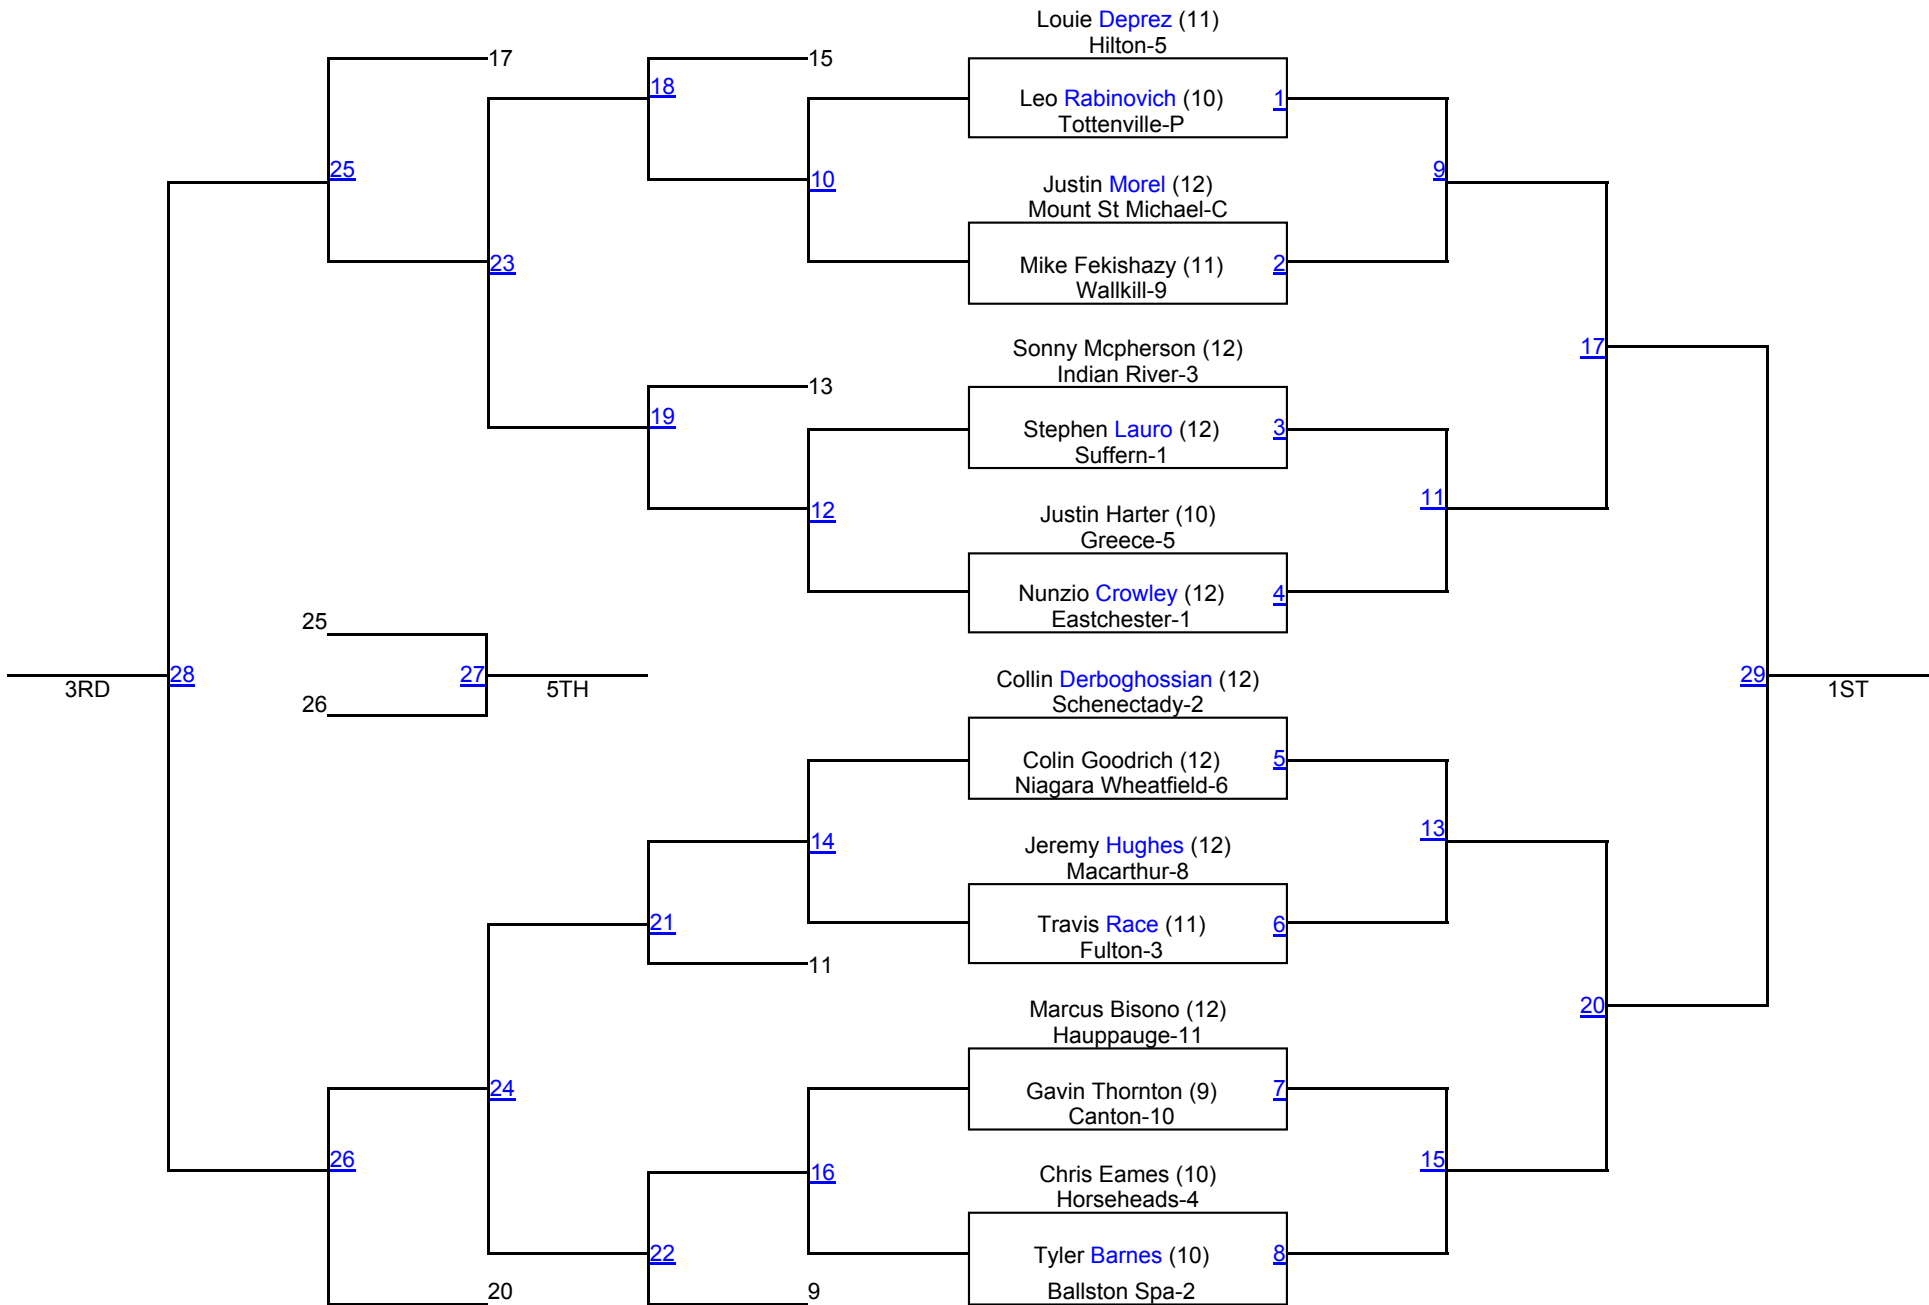 Louie Deprez (11)
Hilton-5
17
15
18
Leo Rabinovich (10)
1
Tottenville-P
25
10
Justin Morel (12)
9
Mount St Michael-C
23
Mike Fekishazy (11)
2
Wallkill-9
Sonny Mcpherson (12)
17
Indian River-3
13
19
Stephen Lauro (12)
3
Suffern-1
12
Justin Harter (10)
11
Greece-5
Nunzio Crowley (12)
4
Eastchester-1
25
28
27
Collin Derboghossian (12)
29
3RD
5TH
1ST
26
Schenectady-2
Colin Goodrich (12)
5
Niagara Wheatfield-6
14
Jeremy Hughes (12)
13
Macarthur-8
21
Travis Race (11)
6
Fulton-3
11
Marcus Bisono (12)
20
Hauppauge-11
24
Gavin Thornton (9)
7
Canton-10
26
16
Chris Eames (10)
15
Horseheads-4
22
Tyler Barnes (10)
8
20
9
Ballston Spa-2